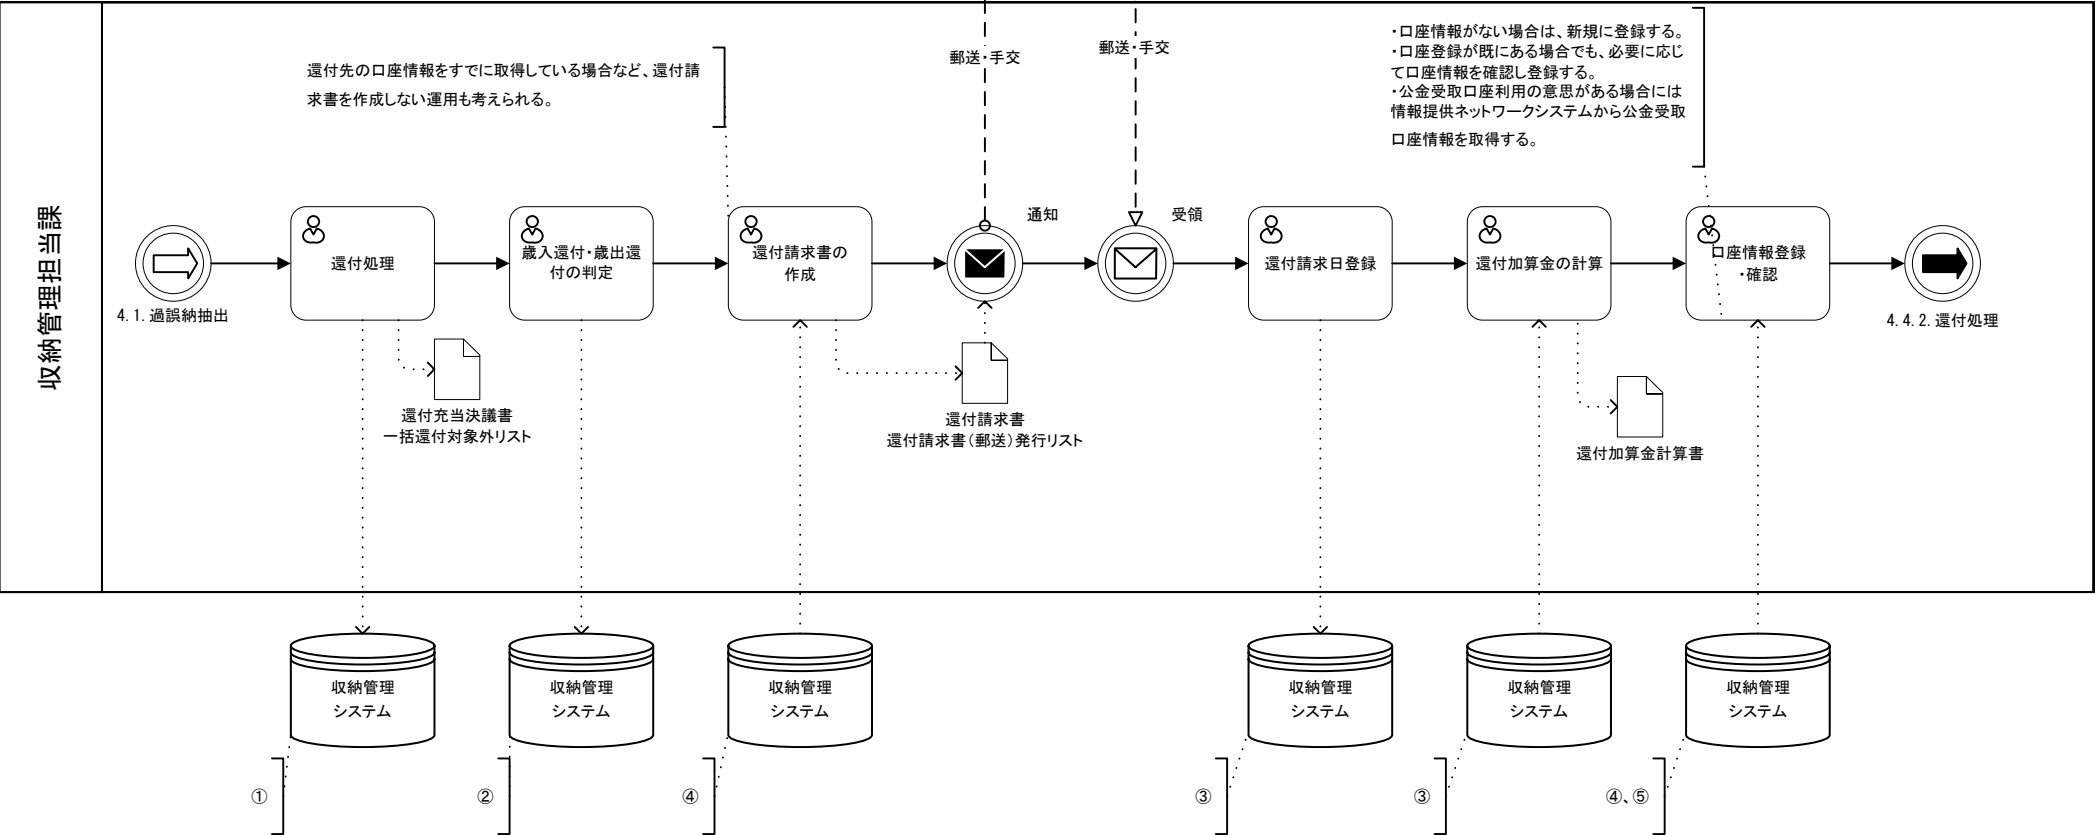 収納管理担当課
還付先の口座情報をすでに取得している場合など、還付請
求書を作成しない運用も考えられる。
郵送・手交
郵送・手交
・口座情報がない場合は、新規に登録する。
・口座登録が既にある場合でも、必要に応じ
て口座情報を確認し登録する。
・公金受取口座利用の意思がある場合には
情報提供ネットワークシステムから公金受取
口座情報を取得する。
4.1.過誤納抽出
還付処理
歳入還付・歳出還
付の判定
還付請求書の
作成
通知
受領
還付請求日登録
還付加算金の計算
口座情報登録
・確認
4.4.2.還付処理
還付充当決議書
一括還付対象外リスト
還付請求書
還付請求書(郵送)発行リスト
還付加算金計算書
収納管理
システム
収納管理
システム
収納管理
システム
収納管理
システム
収納管理
システム
収納管理
システム
①
②
④
③
③
④、⑤